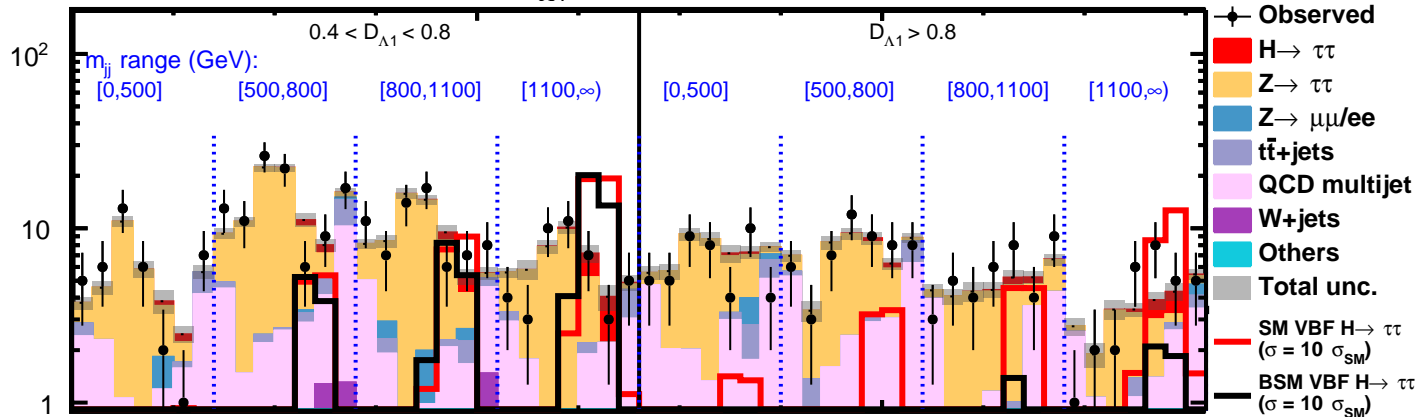 0.4 < D_Λ1 < 0.8
D_Λ1 > 0.8
m_jj range (GeV):
[0,500]
[500,800]
[800,1100]
[1100,∞)
[0,500]
[500,800]
[800,1100]
[1100,∞)
10²
10
1
Observed
H→ ττ
Z→ ττ
Z→ μμ/ee
tt̄+jets
QCD multijet
W+jets
Others
Total unc.
SM VBF H→ ττ
(σ = 10 σ_SM)
BSM VBF H→ ττ
(σ = 10 σ_SM)